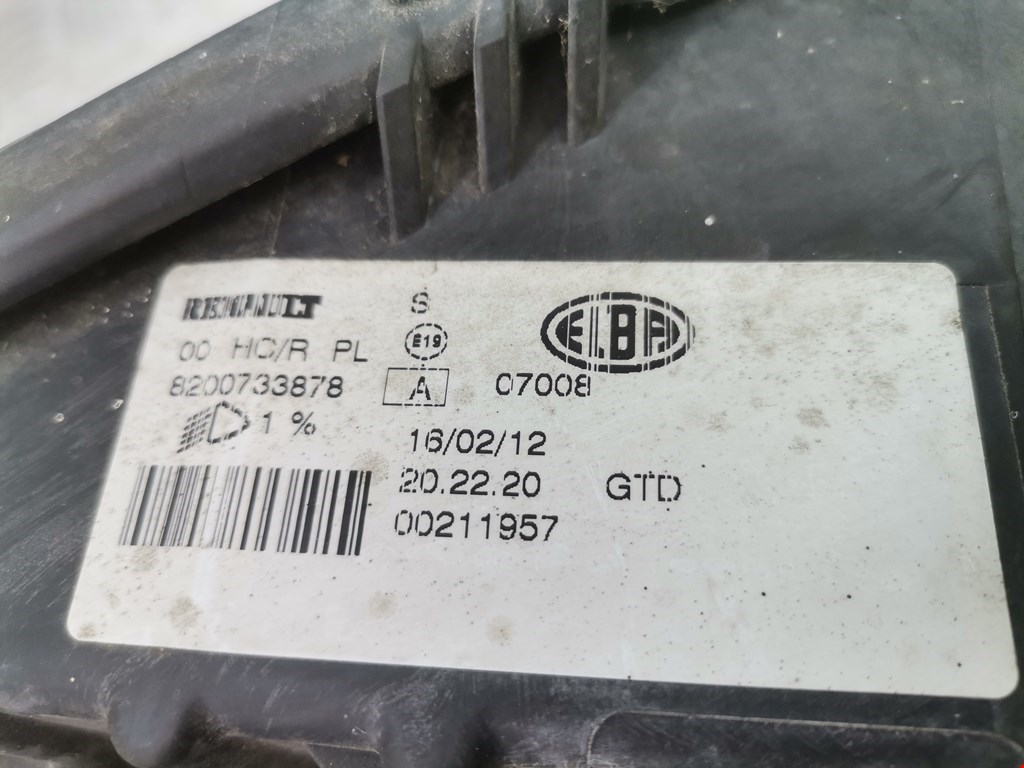 RENAULT S
00 HC/R PL E19 ELBA
8200733878 A 07008
1 %
16/02/12
20.22.20 GTD
00211957